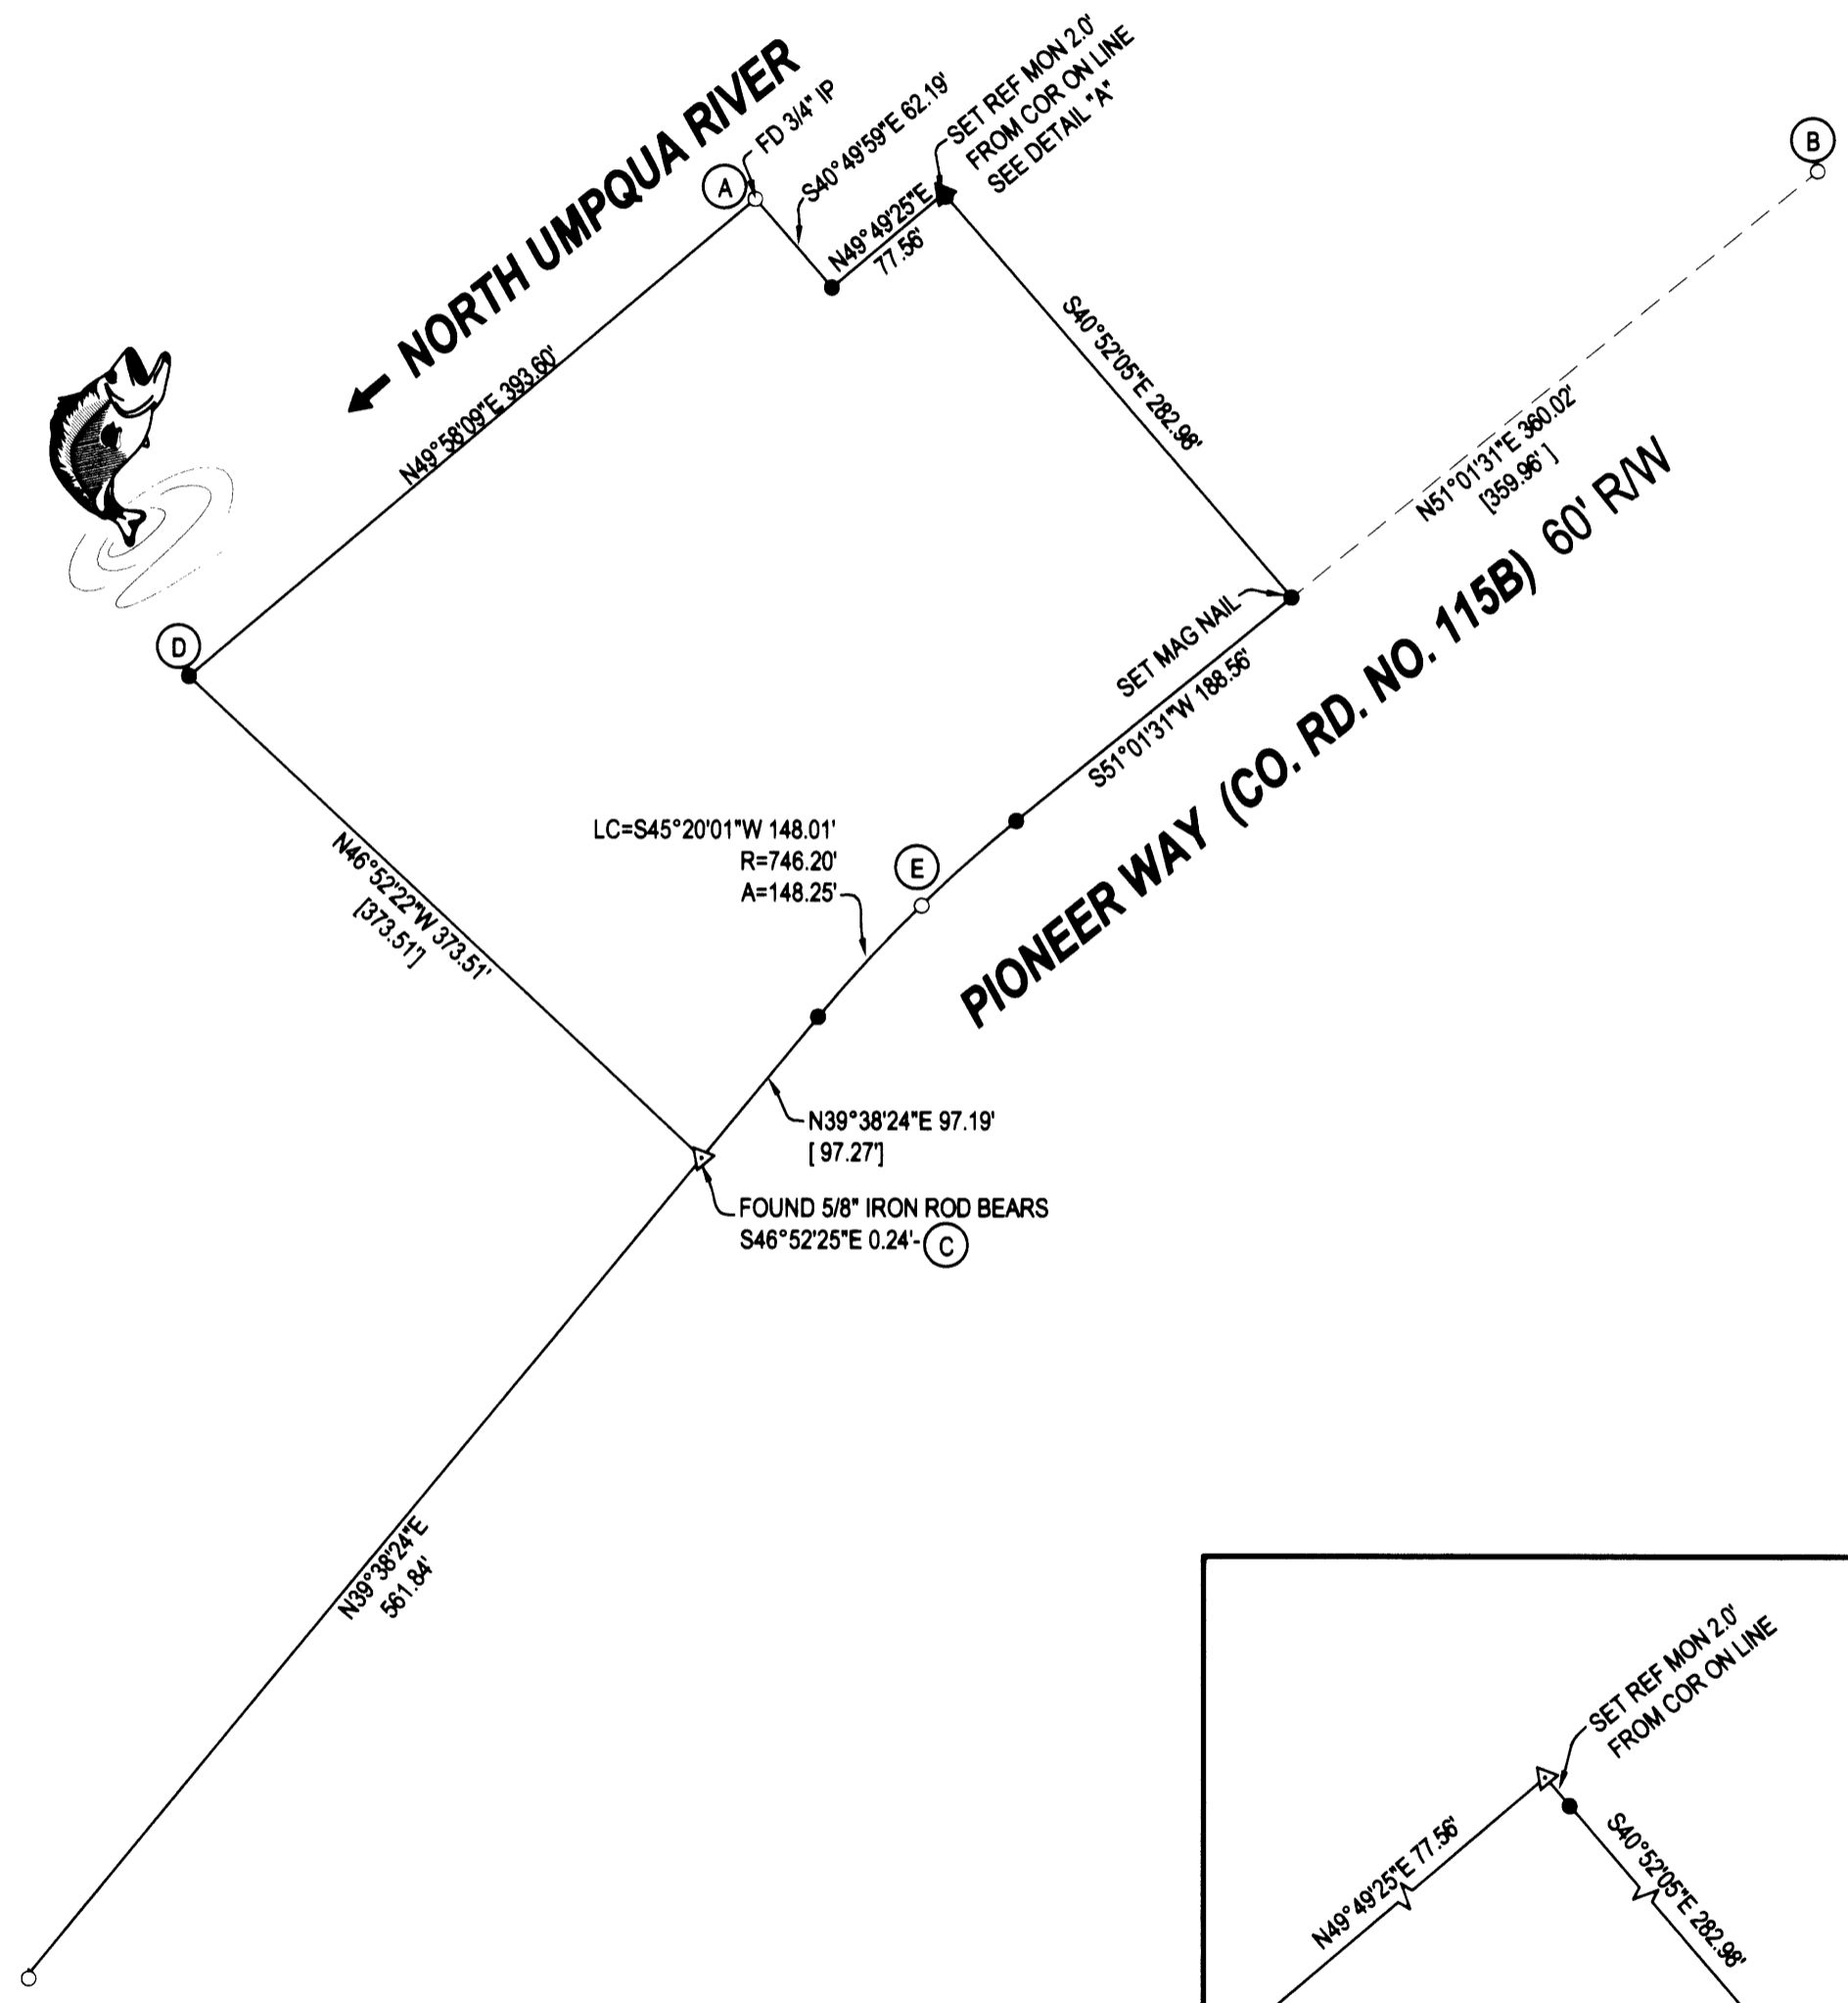 NORTH UMPQUA RIVER
A
FD 3/4" IP
S40°49'59"E 62.19'
SET REF MON 2.0'
FROM COR ON LINE
SEE DETAIL "A"
B
N49°49'25"E
77.56'
N49°58'09"E 393.60'
S40°52'05"E 282.98'
N51°01'31"E 360.02'
[359.96' ]
PIONEER WAY (CO. RD. NO. 115B) 60' R/W
D
SET MAG NAIL
S51°01'31"W 188.56'
LC=S45°20'01"W 148.01'
R=746.20'
A=148.25'
E
N46°52'22"W 373.51'
[373.51']
N39°38'24"E 97.19'
[ 97.27']
FOUND 5/8" IRON ROD BEARS
S46°52'25"E 0.24'- C
N39°38'24"E
561.84'
SET REF MON 2.0'
FROM COR ON LINE
N49°49'25"E 77.56'
S40°52'05"E 282.98'